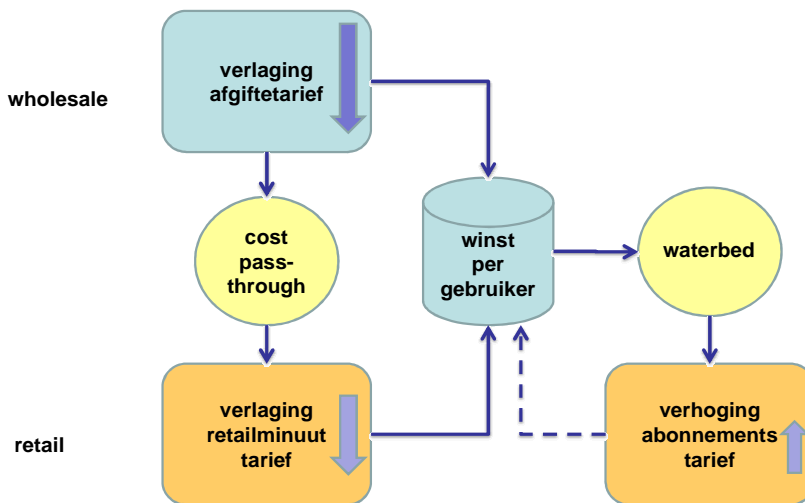 wholesale
verlaging
afgiftetarief
cost
pass-
through
winst
per
gebruiker
waterbed
retail
verlaging
retailminuut
tarief
verhoging
abonnements
tarief